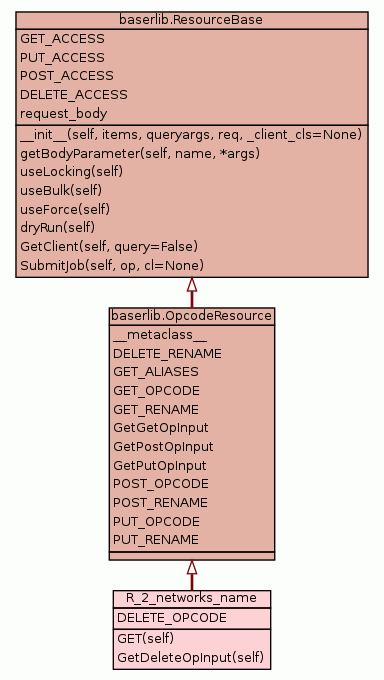 baserlib.ResourceBase
GET_ACCESS
PUT_ACCESS
POST_ACCESS
DELETE_ACCESS
request_body
__init__(self, items, queryargs, req, _client_cls=None)
getBodyParameter(self, name, *args)
useLocking(self)
useBulk(self)
useForce(self)
dryRun(self)
GetClient(self, query=False)
SubmitJob(self, op, cl=None)
baserlib.OpcodeResource
__metaclass__
DELETE_RENAME
GET_ALIASES
GET_OPCODE
GET_RENAME
GetGetOpInput
GetPostOpInput
GetPutOpInput
POST_OPCODE
POST_RENAME
PUT_OPCODE
PUT_RENAME
R_2_networks_name
DELETE_OPCODE
GET(self)
GetDeleteOpInput(self)